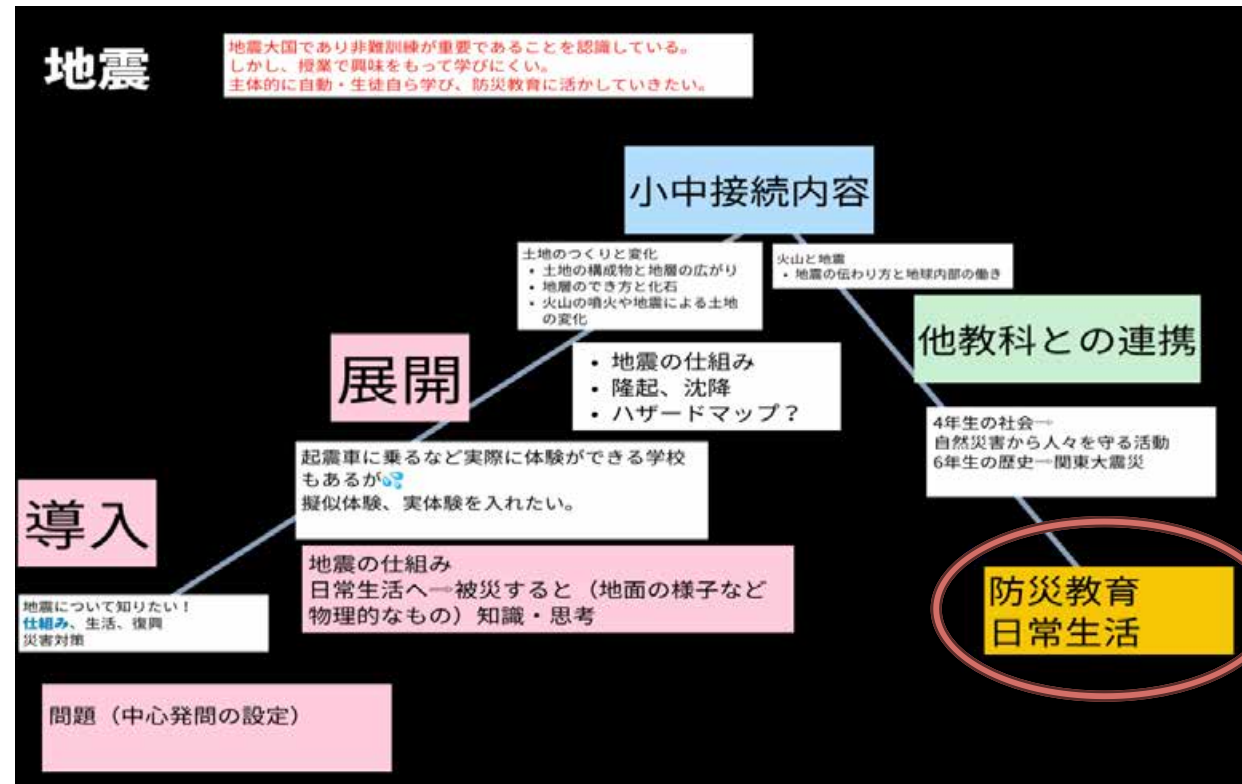 地震
地震大国であり非難訓練が重要であることを認識している。
しかし、授業で興味をもって学びにくい。
主体的に自動・生徒自ら学び、防災教育に活かしていきたい。
小中接続内容
土地のつくりと変化
• 土地の構成物と地層の広がり
• 地層のでき方と化石
• 火山の噴火や地震による土地
の変化
火山と地震
• 地震の伝わり方と地球内部の働き
• 地震の仕組み
• 隆起、沈降
• ハザードマップ？
他教科との連携
4年生の社会→
自然災害から人々を守る活動
6年生の歴史→関東大震災
展開
起震車に乗るなど実際に体験ができる学校
もあるが💦
擬似体験、実体験を入れたい。
地震の仕組み
日常生活へ→被災すると（地面の様子など
物理的なもの）知識・思考
導入
地震について知りたい！
仕組み、生活、復興
災害対策
問題（中心発問の設定）
防災教育
日常生活